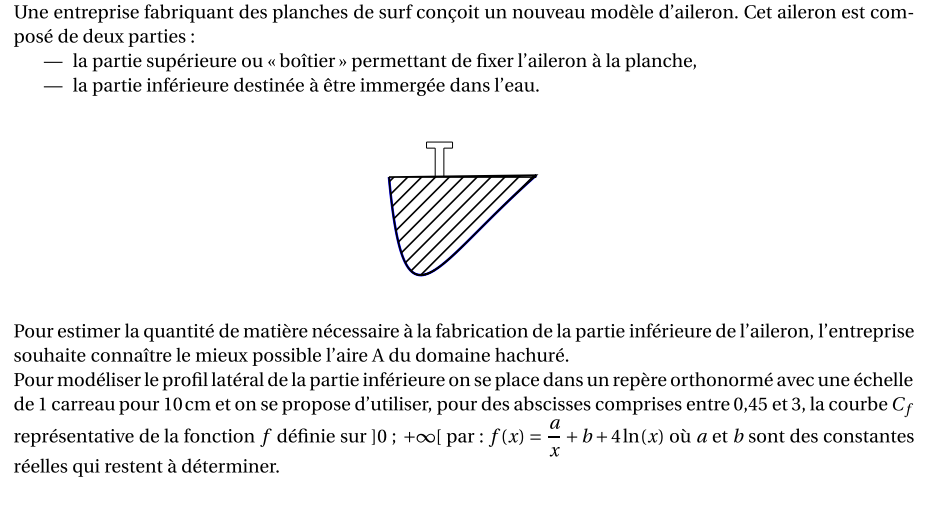 Une entreprise fabriquant des planches de surf conçoit un nouveau modèle d'aileron. Cet aileron est com-
posé de deux parties :
— la partie supérieure ou « boîtier » permettant de fixer l'aileron à la planche,
— la partie inférieure destinée à être immergée dans l'eau.
Pour estimer la quantité de matière nécessaire à la fabrication de la partie inférieure de l'aileron, l'entreprise
souhaite connaître le mieux possible l'aire A du domaine hachuré.
Pour modéliser le profil latéral de la partie inférieure on se place dans un repère orthonormé avec une échelle
de 1 carreau pour 10 cm et on se propose d'utiliser, pour des abscisses comprises entre 0,45 et 3, la courbe C_f
représentative de la fonction f définie sur ]0 ; +∞[ par : f(x) = a/x + b + 4 ln(x) où a et b sont des constantes
réelles qui restent à déterminer.